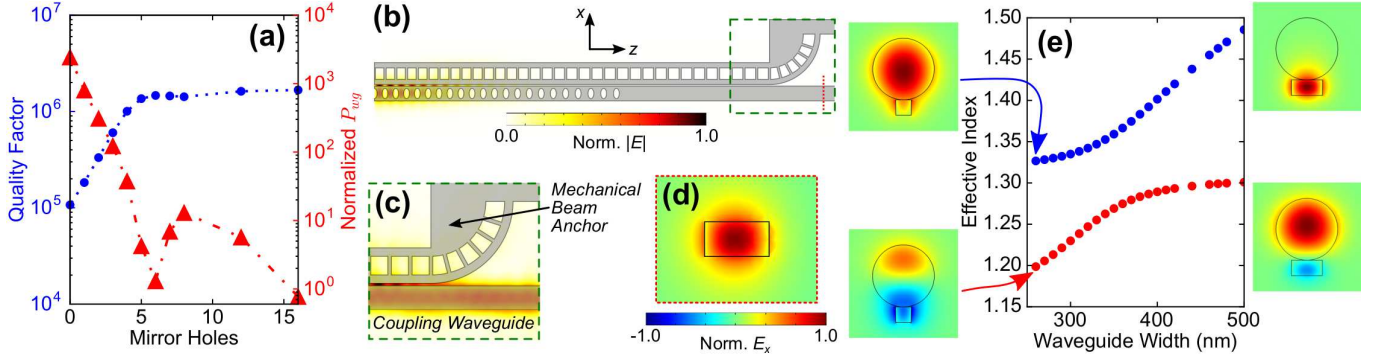 (a)
Quality Factor
10^7
10^6
10^5
10^4
Normalized P_wg
10^4
10^3
10^2
10^1
10^0
0 5 10 15
Mirror Holes
(b)
x
z
0.0 1.0
Norm. |E|
(c)
Mechanical
Beam
Anchor
Coupling Waveguide
(d)
-1.0 1.0
Norm. E_x
(e)
Effective Index
1.50
1.45
1.40
1.35
1.30
1.25
1.20
1.15
300 400 500
Waveguide Width (nm)